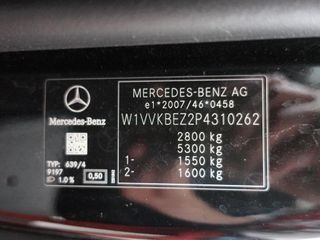 Mercedes-Benz
MERCEDES-BENZ AG
e1*2007/46*0458
W1VVKBEZ2P4310262
2800 kg
5300 kg
1- 1550 kg
2- 1600 kg
TYP: 639/4
9197
1.0 % 0,50